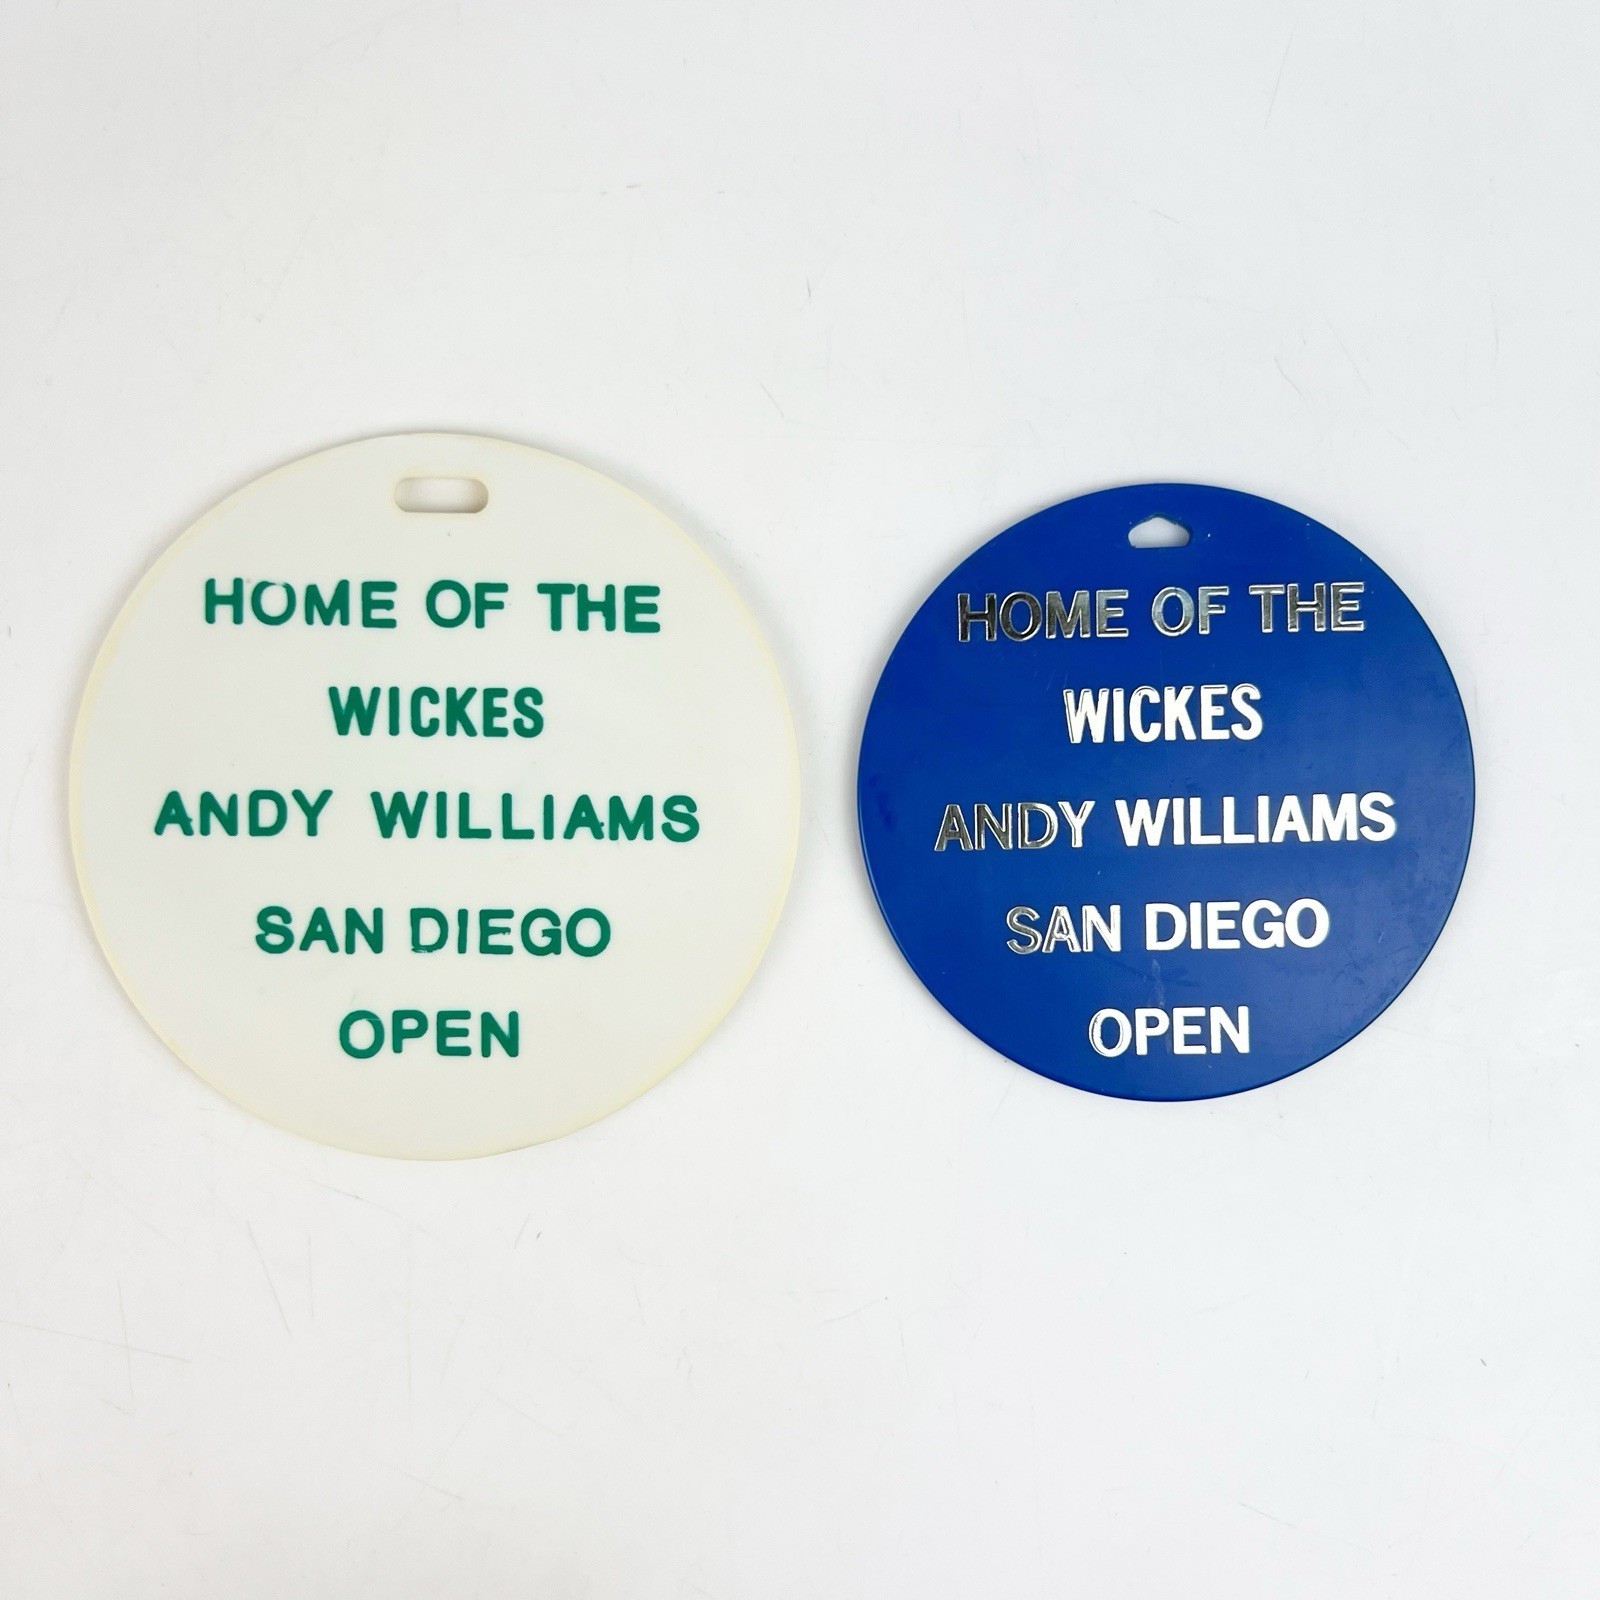 HOME OF THE
WICKES
ANDY WILLIAMS
SAN DIEGO
OPEN
HOME OF THE
WICKES
ANDY WILLIAMS
SAN DIEGO
OPEN